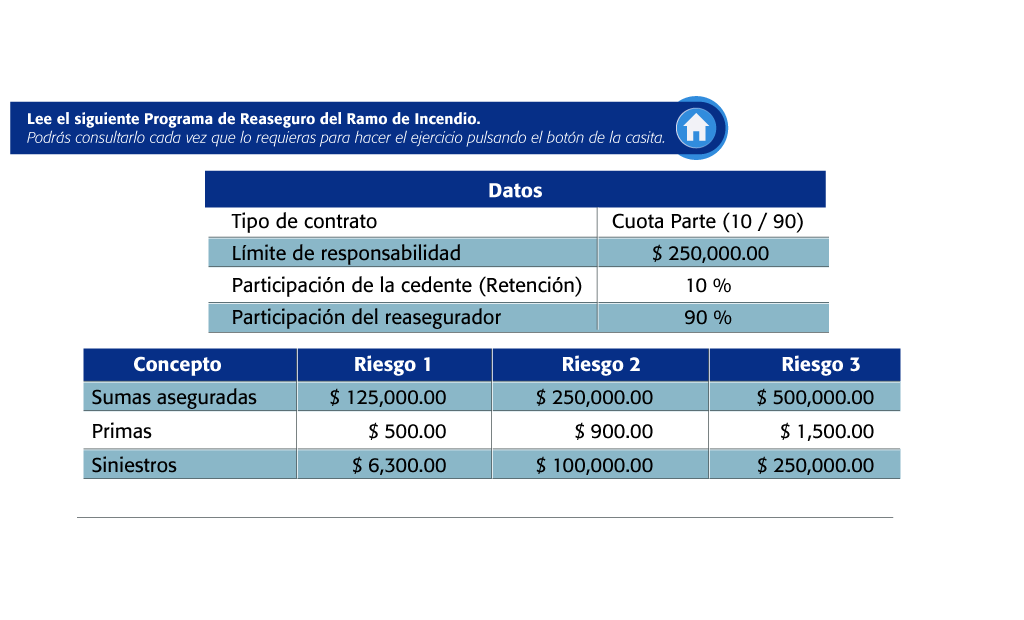 Lee el siguiente Programa de Reaseguro del Ramo de Incendio.
Podrás consultarlo cada vez que lo requieras para hacer el ejercicio pulsando el botón de la casita.
Datos
Tipo de contrato Cuota Parte (10 / 90)
Límite de responsabilidad $ 250,000.00
Participación de la cedente (Retención) 10 %
Participación del reasegurador 90 %
Concepto Riesgo 1 Riesgo 2 Riesgo 3
Sumas aseguradas $ 125,000.00 $ 250,000.00 $ 500,000.00
Primas $ 500.00 $ 900.00 $ 1,500.00
Siniestros $ 6,300.00 $ 100,000.00 $ 250,000.00